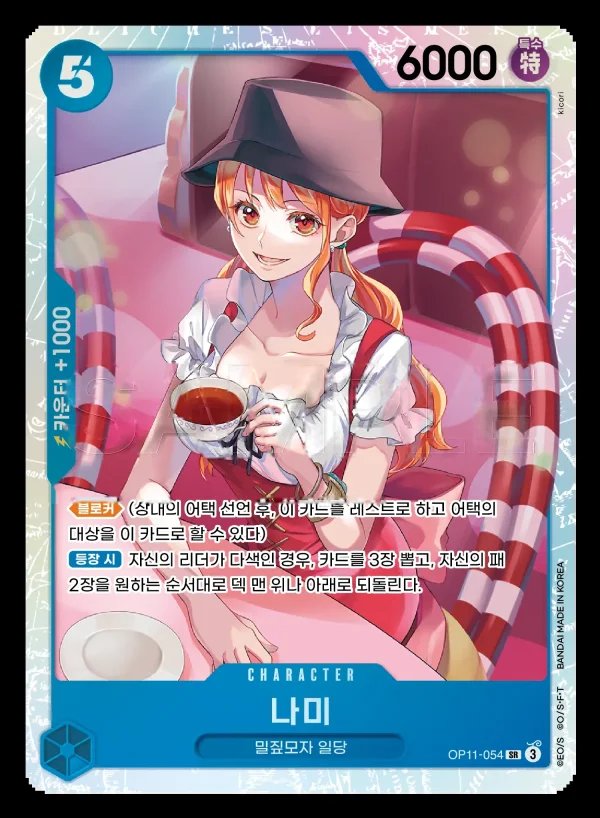 5
6000
특수
特
kicori
⚡카운터 +1000
SAMPLE
블로커 (상대의 어택 선언 후, 이 카드를 레스트로 하고 어택의
대상을 이 카드로 할 수 있다)
등장 시 자신의 리더가 다색인 경우, 카드를 3장 뽑고, 자신의 패
2장을 원하는 순서대로 덱 맨 위나 아래로 되돌린다.
CHARACTER
나미
밀짚모자 일당
OP11-054 SR 3
©EO/S ©O/S・F・T BANDAI MADE IN KOREA